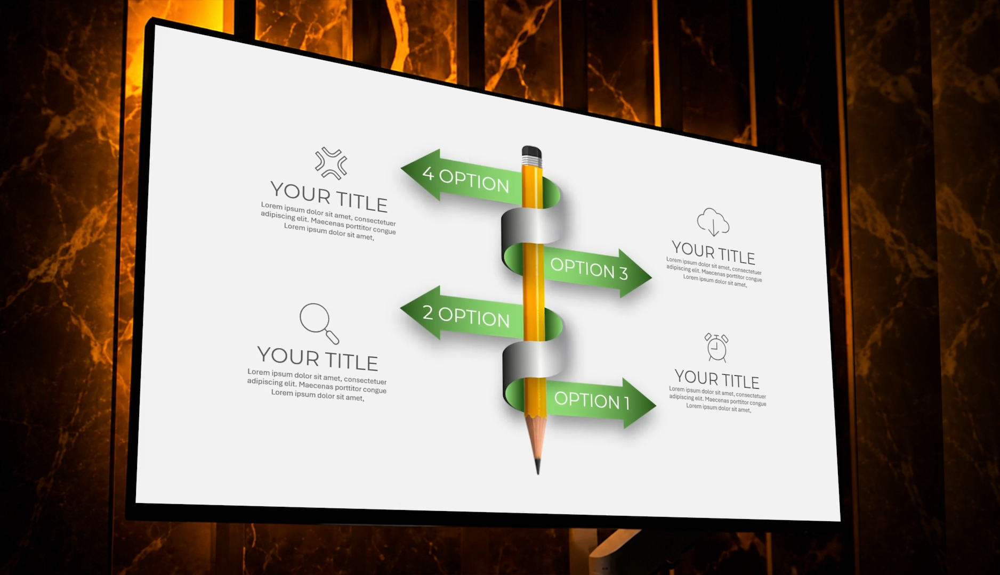 4 OPTION
YOUR TITLE
Lorem ipsum dolor sit amet, consectetuer
adipiscing elit. Maecenas porttitor congue
Lorem ipsum dolor sit amet,
OPTION 3
YOUR TITLE
Lorem ipsum dolor sit amet, consectetuer
adipiscing elit. Maecenas porttitor congue
Lorem ipsum dolor sit amet,
2 OPTION
YOUR TITLE
Lorem ipsum dolor sit amet, consectetuer
adipiscing elit. Maecenas porttitor congue
Lorem ipsum dolor sit amet,
OPTION 1
YOUR TITLE
Lorem ipsum dolor sit amet, consectetuer
adipiscing elit. Maecenas porttitor congue
Lorem ipsum dolor sit amet,